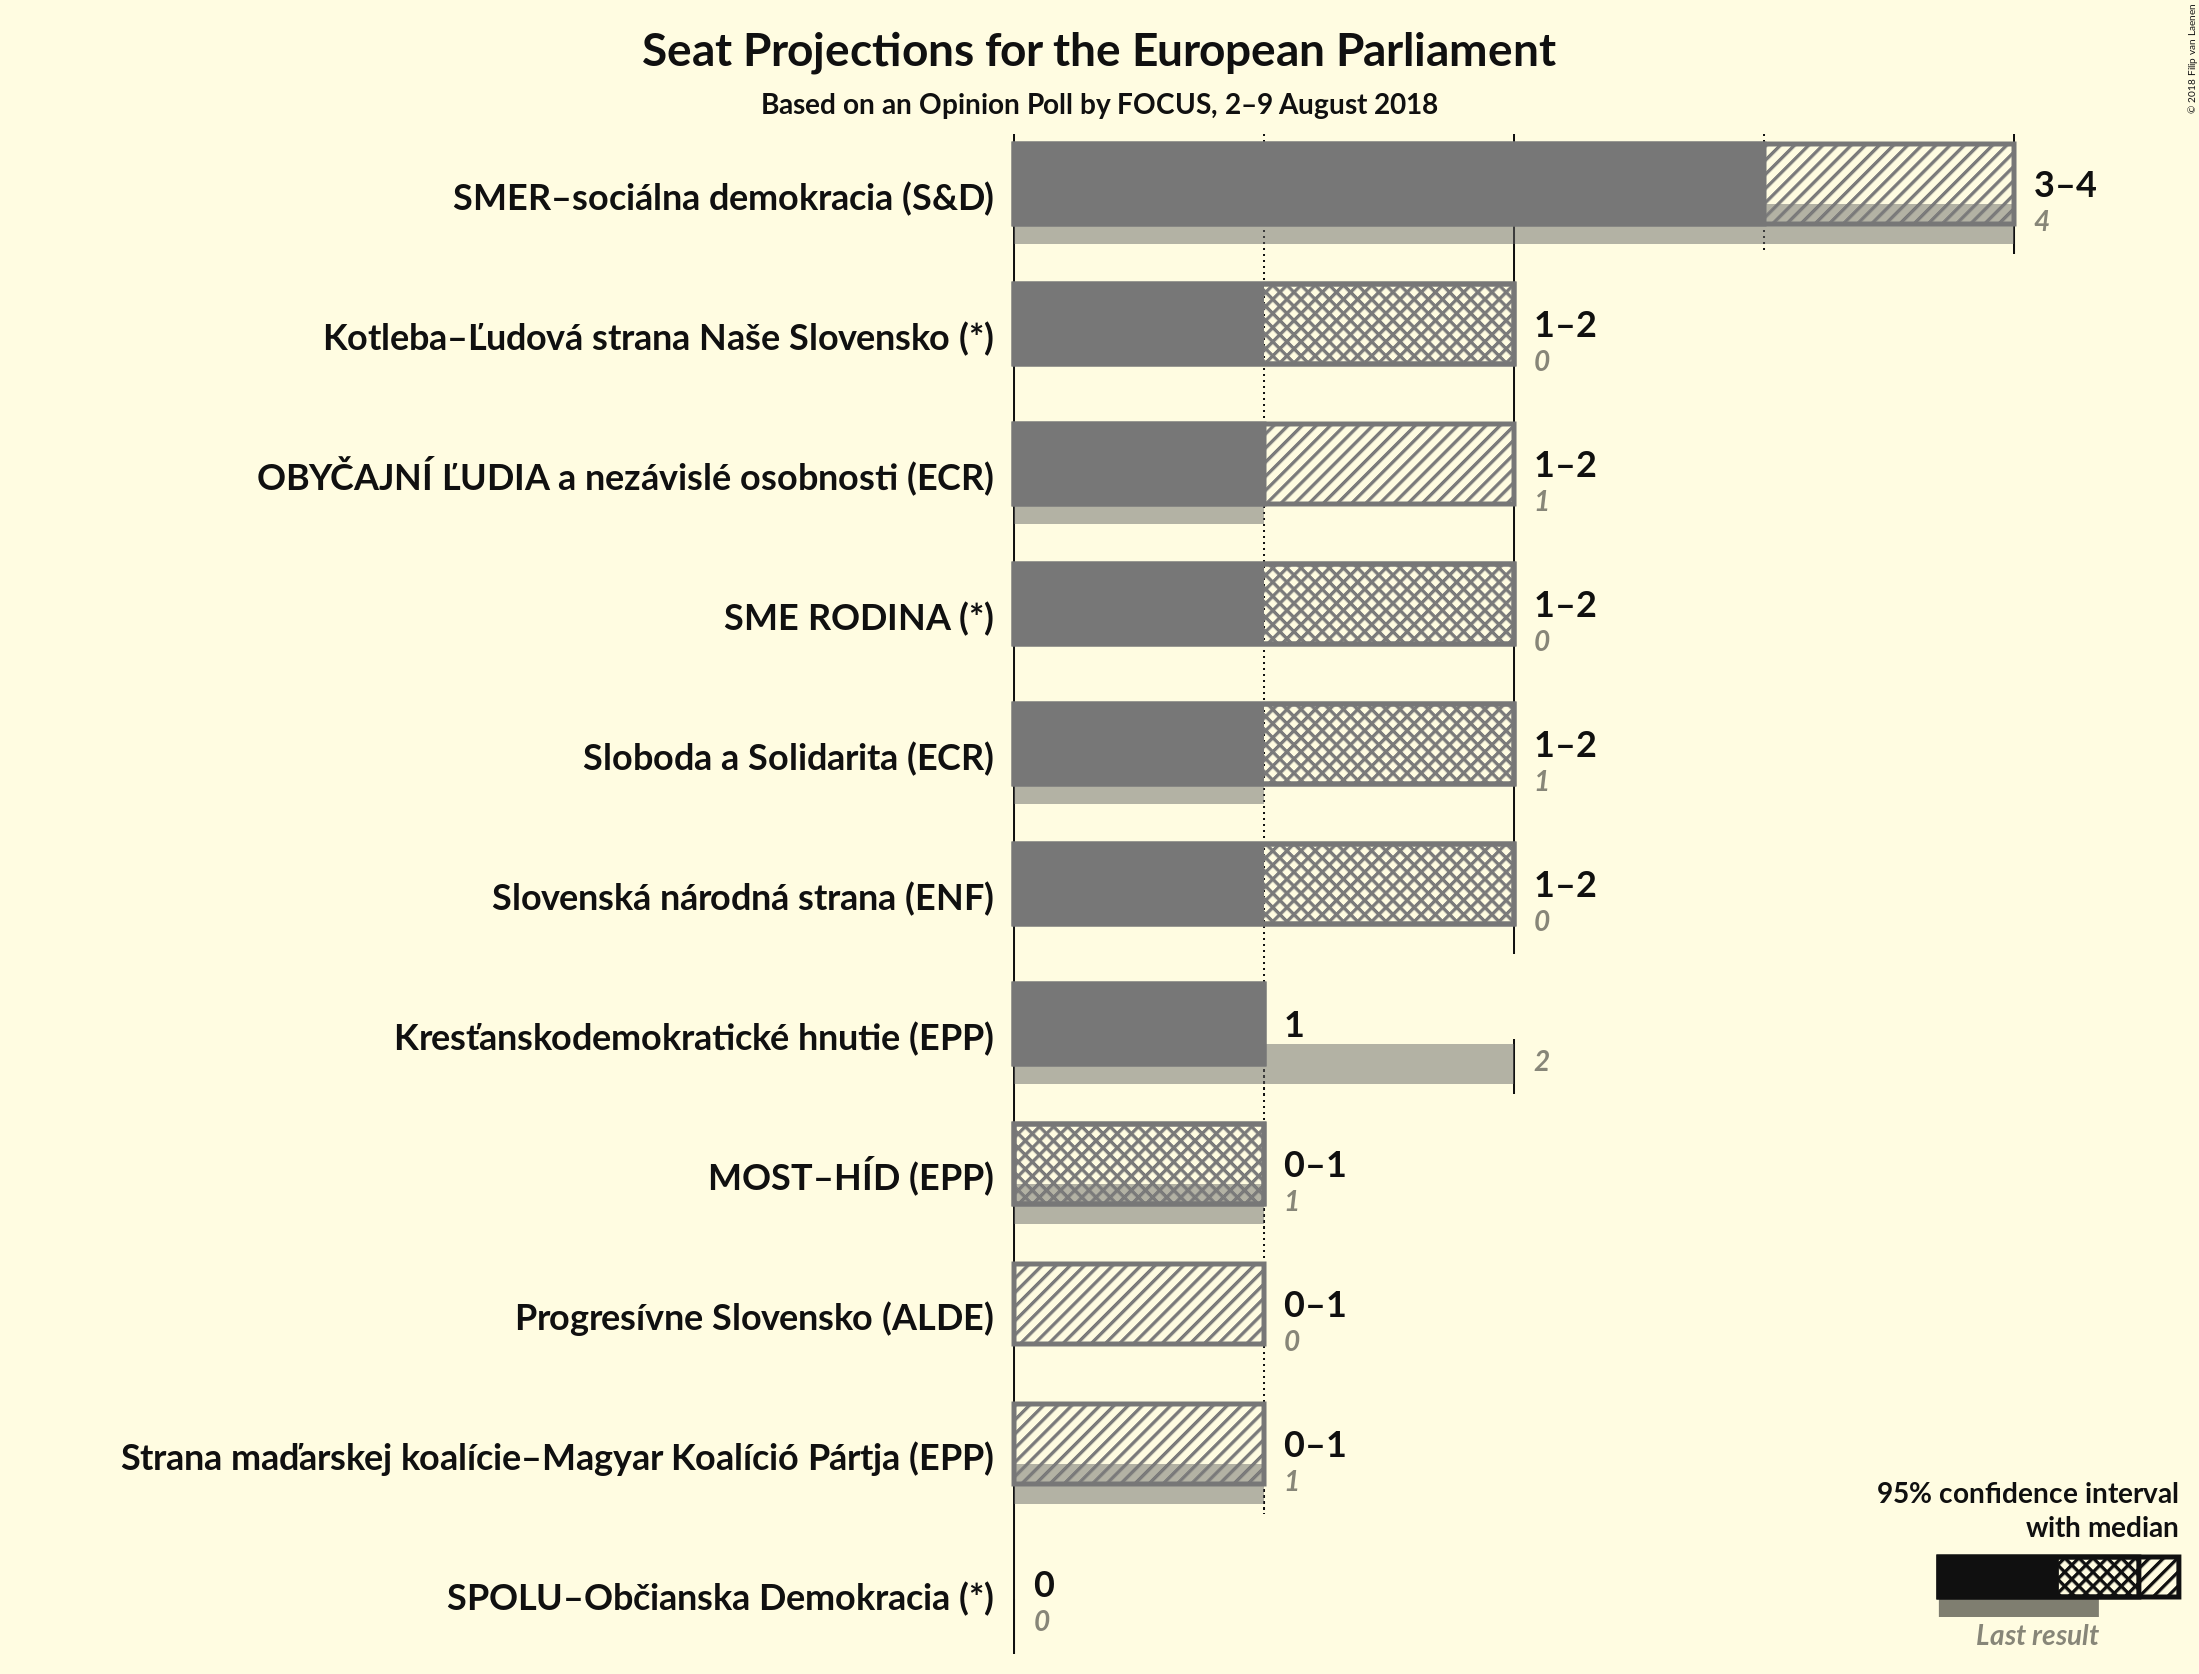 Seat Projections for the European Parliament
Based on an Opinion Poll by FOCUS, 2–9 August 2018
© 2018 Filip van Laenen
SMER–sociálna demokracia (S&D)
3–4
4
Kotleba–Ľudová strana Naše Slovensko (*)
1–2
0
OBYČAJNÍ ĽUDIA a nezávislé osobnosti (ECR)
1–2
1
SME RODINA (*)
1–2
0
Sloboda a Solidarita (ECR)
1–2
1
Slovenská národná strana (ENF)
1–2
0
Kresťanskodemokratické hnutie (EPP)
1
2
MOST–HÍD (EPP)
0–1
1
Progresívne Slovensko (ALDE)
0–1
0
Strana maďarskej koalície–Magyar Koalíció Pártja (EPP)
0–1
1
SPOLU–Občianska Demokracia (*)
0
0
95% confidence interval
with median
Last result